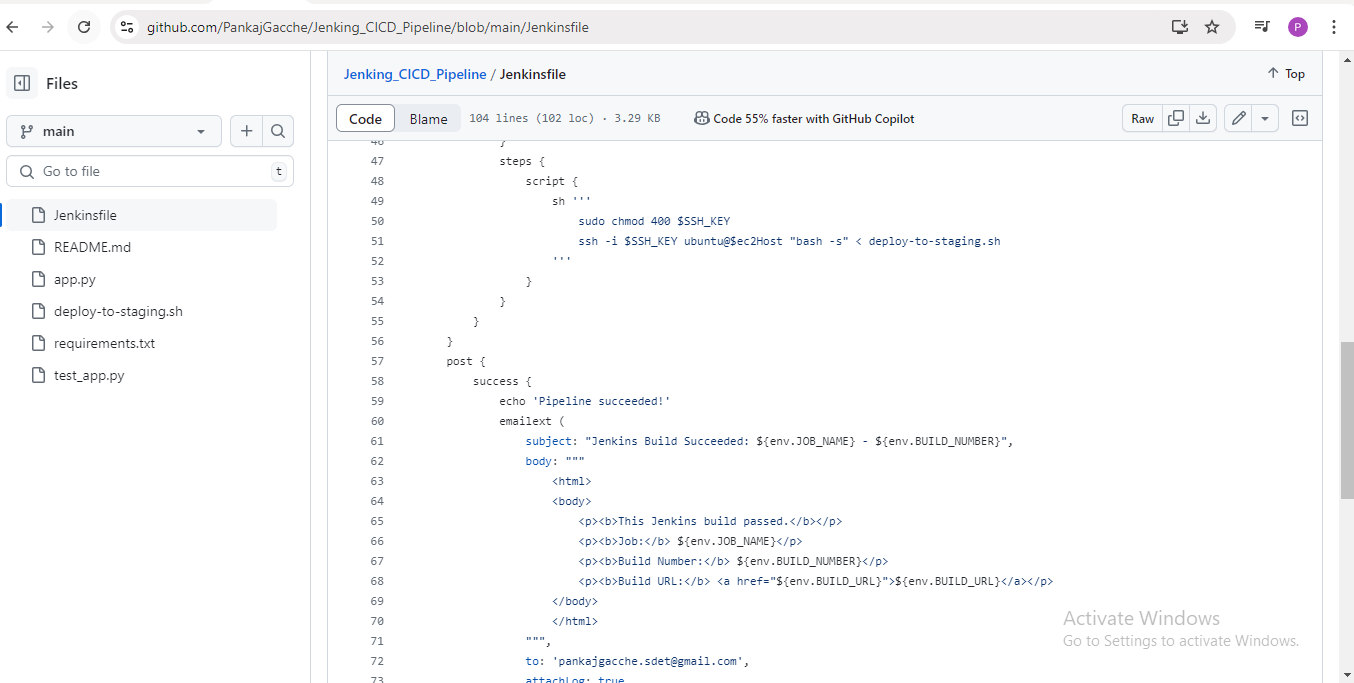 github.com/PankajGacche/Jenking_CICD_Pipeline/blob/main/Jenkinsfile
P
Files
main
Go to file
t
Jenkinsfile
README.md
app.py
deploy-to-staging.sh
requirements.txt
test_app.py
Jenking_CICD_Pipeline / Jenkinsfile
Top
Code Blame 104 lines (102 loc) · 3.29 KB Code 55% faster with GitHub Copilot Raw
46 }
47 steps {
48 script {
49 sh '''
50 sudo chmod 400 $SSH_KEY
51 ssh -i $SSH_KEY ubuntu@$ec2Host "bash -s" < deploy-to-staging.sh
52 '''
53 }
54 }
55 }
56 }
57 post {
58 success {
59 echo 'Pipeline succeeded!'
60 emailext (
61 subject: "Jenkins Build Succeeded: ${env.JOB_NAME} - ${env.BUILD_NUMBER}",
62 body: """
63 <html>
64 <body>
65 <p><b>This Jenkins build passed.</b></p>
66 <p><b>Job:</b> ${env.JOB_NAME}</p>
67 <p><b>Build Number:</b> ${env.BUILD_NUMBER}</p>
68 <p><b>Build URL:</b> <a href="${env.BUILD_URL}">${env.BUILD_URL}</a></p>
69 </body>
70 </html>
71 """,
72 to: 'pankajgacche.sdet@gmail.com',
73 attachLog: true
Activate Windows
Go to Settings to activate Windows.